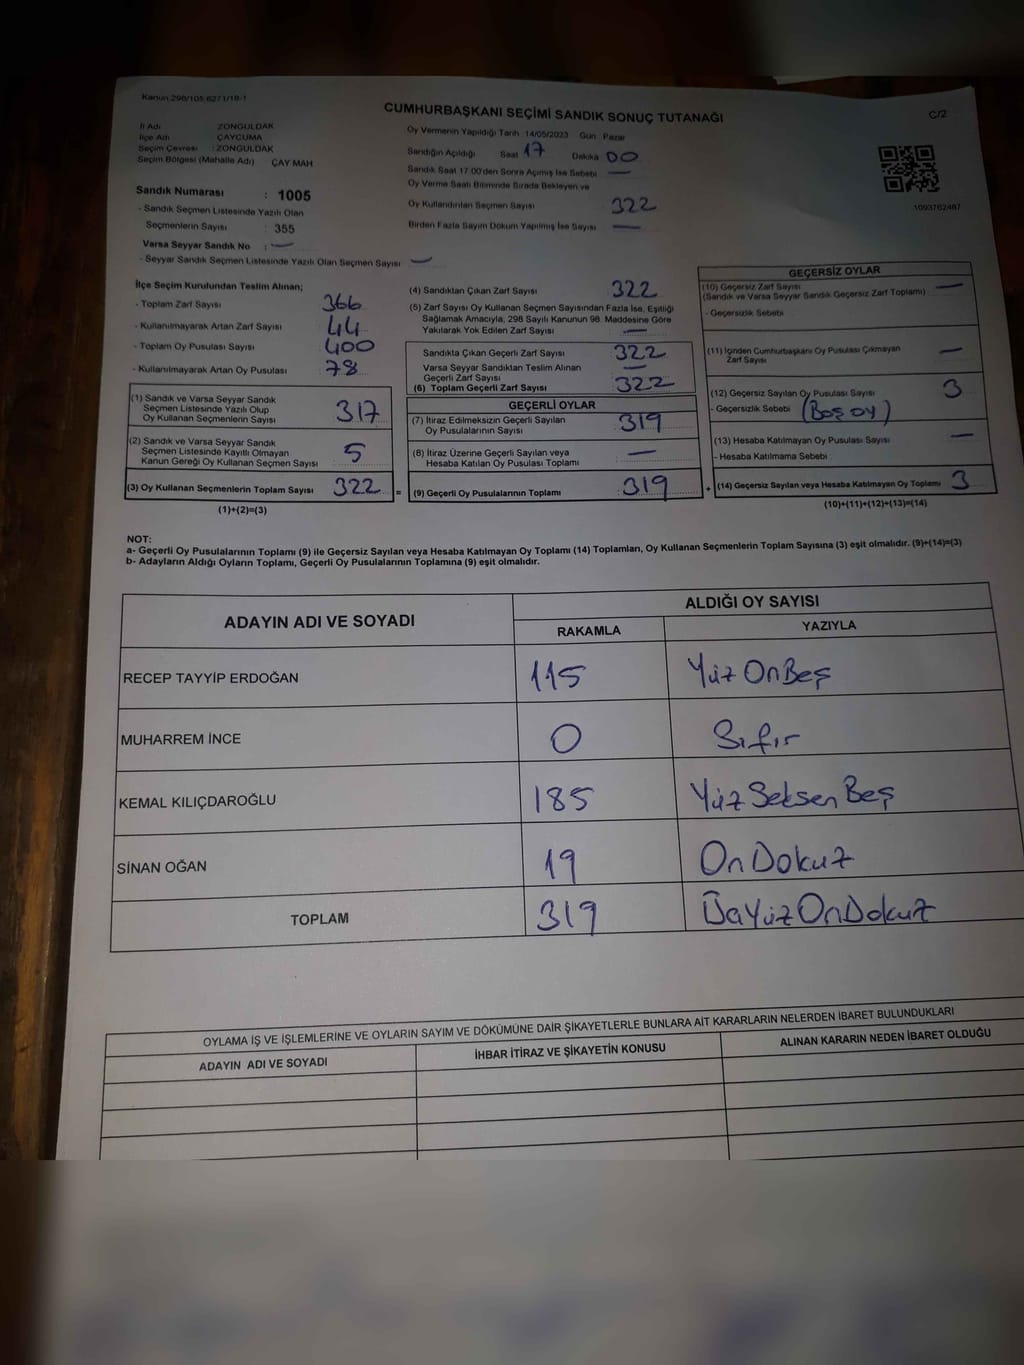 Kanun 298/105,6271/18-1
CUMHURBAŞKANI SEÇİMİ SANDIK SONUÇ TUTANAĞI
C/2
İl Adı ZONGULDAK
İlçe Adı ÇAYCUMA
Seçim Çevresi : ZONGULDAK
Seçim Bölgesi (Mahalle Adı) ÇAY MAH
Oy Vermenin Yapıldığı Tarih 14/05/2023 Gün Pazar
Sandığın Açıldığı Saat 17 Dakika 00
Sandık Saat 17.00'den Sonra Açımış İse Sebebi —
Oy Verme Saati Bitiminde Sırada Bekleyen ve
Oy Kullandırılan Seçmen Sayısı 322
Birden Fazla Sayım Döküm Yapılmış İse Sayısı —
1093762487
Sandık Numarası : 1005
- Sandık Seçmen Listesinde Yazılı Olan
Seçmenlerin Sayısı : 355
Varsa Seyyar Sandık No : —
- Seyyar Sandık Seçmen Listesinde Yazılı Olan Seçmen Sayısı —
İlçe Seçim Kurulundan Teslim Alınan;
- Toplam Zarf Sayısı 366
- Kullanılmayarak Artan Zarf Sayısı 44
- Toplam Oy Pusulası Sayısı 400
- Kullanılmayarak Artan Oy Pusulası 78
(1) Sandık ve Varsa Seyyar Sandık
Seçmen Listesinde Yazılı Olup
Oy Kullanan Seçmenlerin Sayısı 317
(2) Sandık ve Varsa Seyyar Sandık
Seçmen Listesinde Kayıtlı Olmayan
Kanun Gereği Oy Kullanan Seçmen Sayısı 5
(3) Oy Kullanan Seçmenlerin Toplam Sayısı 322 =
(1)+(2)=(3)
(4) Sandıktan Çıkan Zarf Sayısı 322
(5) Zarf Sayısı Oy Kullanan Seçmen Sayısından Fazla İse, Eşitliği
Sağlamak Amacıyla, 298 Sayılı Kanunun 98. Maddesine Göre
Yakılarak Yok Edilen Zarf Sayısı —
Sandıkta Çıkan Geçerli Zarf Sayısı 322
Varsa Seyyar Sandıktan Teslim Alınan
Geçerli Zarf Sayısı —
(6) Toplam Geçerli Zarf Sayısı 322
GEÇERLİ OYLAR
(7) İtiraz Edilmeksizin Geçerli Sayılan
Oy Pusulalarının Sayısı 319
(8) İtiraz Üzerine Geçerli Sayılan veya
Hesaba Katılan Oy Pusulası Toplamı —
(9) Geçerli Oy Pusulalarının Toplamı 319 +
GEÇERSİZ OYLAR
(10) Geçersiz Zarf Sayısı —
(Sandık ve Varsa Seyyar Sandık Geçersiz Zarf Toplamı)
- Geçersizlik Sebebi
(11) İçinden Cumhurbaşkanı Oy Pusulası Çıkmayan
Zarf Sayısı —
(12) Geçersiz Sayılan Oy Pusulası Sayısı 3
- Geçersizlik Sebebi (Boş oy)
(13) Hesaba Katılmayan Oy Pusulası Sayısı —
- Hesaba Katılmama Sebebi
(14) Geçersiz Sayılan veya Hesaba Katılmayan Oy Toplamı 3
(10)+(11)+(12)+(13)=(14)
NOT:
a- Geçerli Oy Pusulalarının Toplamı (9) ile Geçersiz Sayılan veya Hesaba Katılmayan Oy Toplamı (14) Toplamları, Oy Kullanan Seçmenlerin Toplam Sayısına (3) eşit olmalıdır. (9)+(14)=(3)
b- Adayların Aldığı Oyların Toplamı, Geçerli Oy Pusulalarının Toplamına (9) eşit olmalıdır.
ADAYIN ADI VE SOYADI
ALDIĞI OY SAYISI
RAKAMLA YAZIYLA
RECEP TAYYİP ERDOĞAN 115 Yüz On Beş
MUHARREM İNCE 0 Sıfır
KEMAL KILIÇDAROĞLU 185 Yüz Seksen Beş
SİNAN OĞAN 19 On Dokuz
TOPLAM 319 Üç Yüz On Dokuz
OYLAMA İŞ VE İŞLEMLERİNE VE OYLARIN SAYIM VE DÖKÜMÜNE DAİR ŞİKAYETLERLE BUNLARA AİT KARARLARIN NELERDEN İBARET BULUNDUKLARI
ADAYIN ADI VE SOYADI İHBAR İTİRAZ VE ŞİKAYETİN KONUSU ALINAN KARARIN NEDEN İBARET OLDUĞU